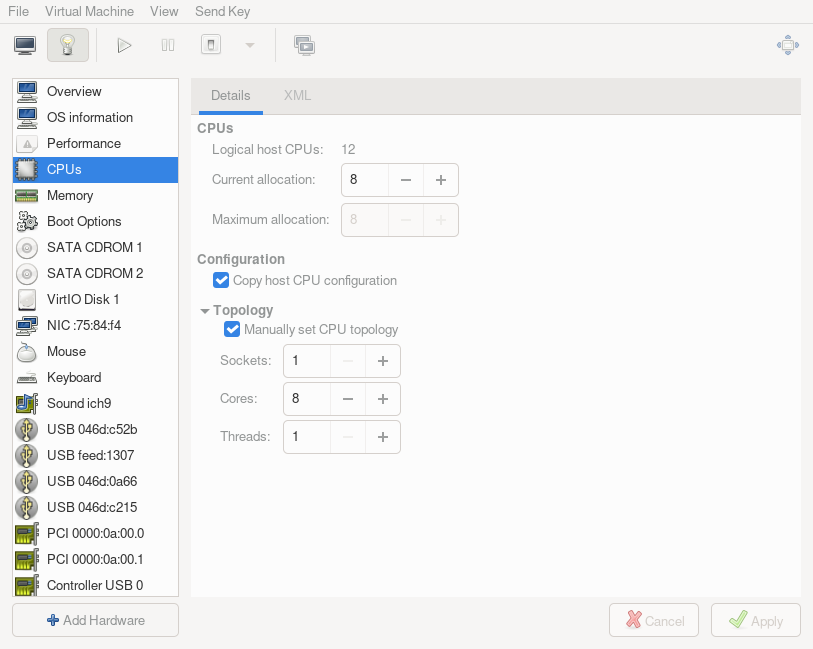 File Virtual Machine View Send Key
Overview
OS information
Performance
CPUs
Memory
Boot Options
SATA CDROM 1
SATA CDROM 2
VirtIO Disk 1
NIC :75:84:f4
Mouse
Keyboard
Sound ich9
USB 046d:c52b
USB feed:1307
USB 046d:0a66
USB 046d:c215
PCI 0000:0a:00.0
PCI 0000:0a:00.1
Controller USB 0
Add Hardware
Details XML
CPUs
Logical host CPUs: 12
Current allocation: 8
Maximum allocation: 8
Configuration
Copy host CPU configuration
Topology
Manually set CPU topology
Sockets: 1
Cores: 8
Threads: 1
Cancel Apply